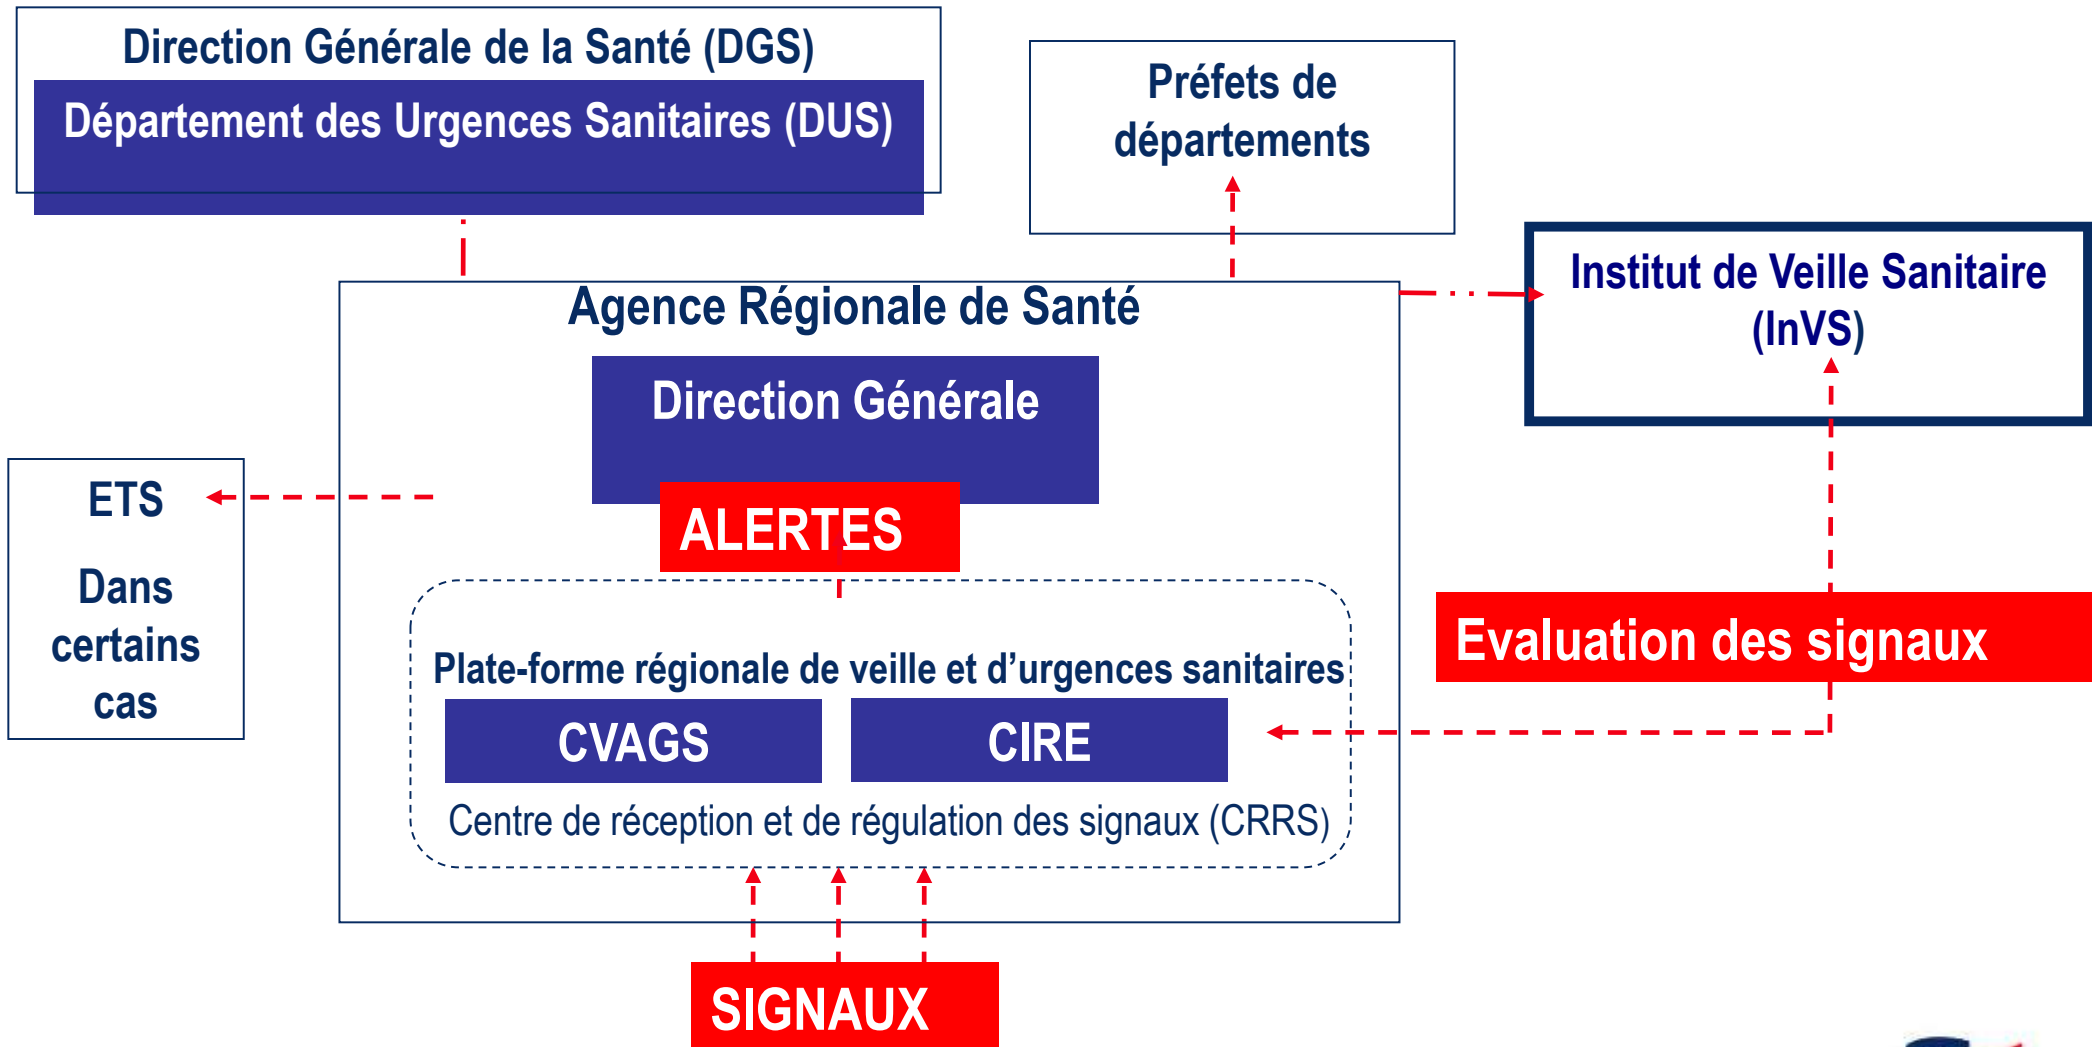 Direction Générale de la Santé (DGS)
Département des Urgences Sanitaires (DUS)
Préfets de
départements
Institut de Veille Sanitaire
(InVS)
Agence Régionale de Santé
Direction Générale
ALERTES
ETS
Dans
certains
cas
Evaluation des signaux
Plate-forme régionale de veille et d’urgences sanitaires
CVAGS
CIRE
Centre de réception et de régulation des signaux (CRRS)
SIGNAUX